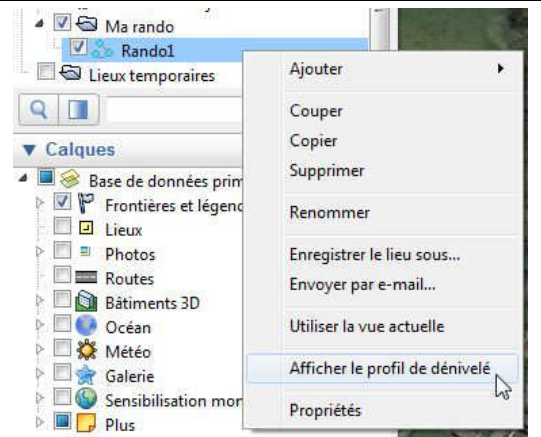 Ma rando
Rando1
Lieux temporaires
Calques
Base de données prim
Frontières et légend
Lieux
Photos
Routes
Bâtiments 3D
Océan
Météo
Galerie
Sensibilisation mon
Plus
Ajouter
Couper
Copier
Supprimer
Renommer
Enregistrer le lieu sous...
Envoyer par e-mail...
Utiliser la vue actuelle
Afficher le profil de dénivelé
Propriétés